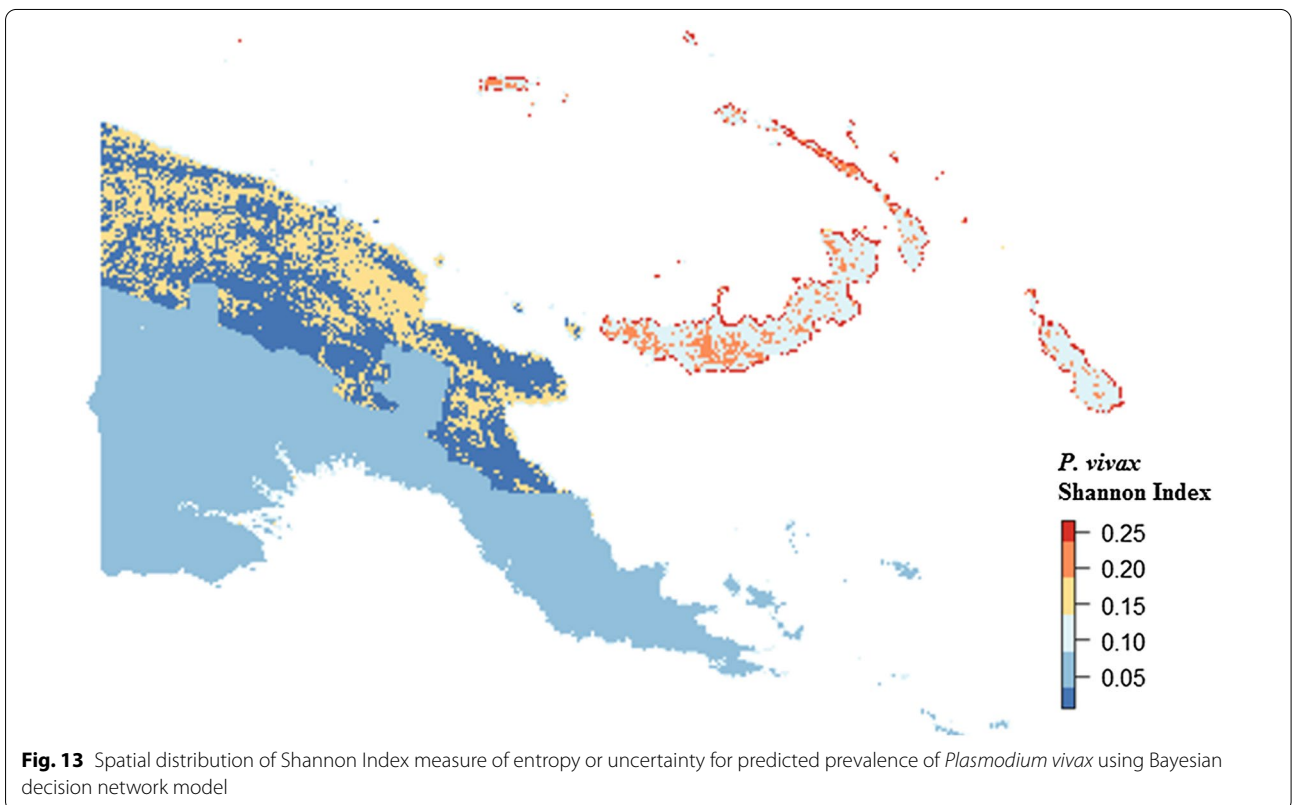 P. vivax
Shannon Index
0.25
0.20
0.15
0.10
0.05
Fig. 13 Spatial distribution of Shannon Index measure of entropy or uncertainty for predicted prevalence of Plasmodium vivax using Bayesian
decision network model